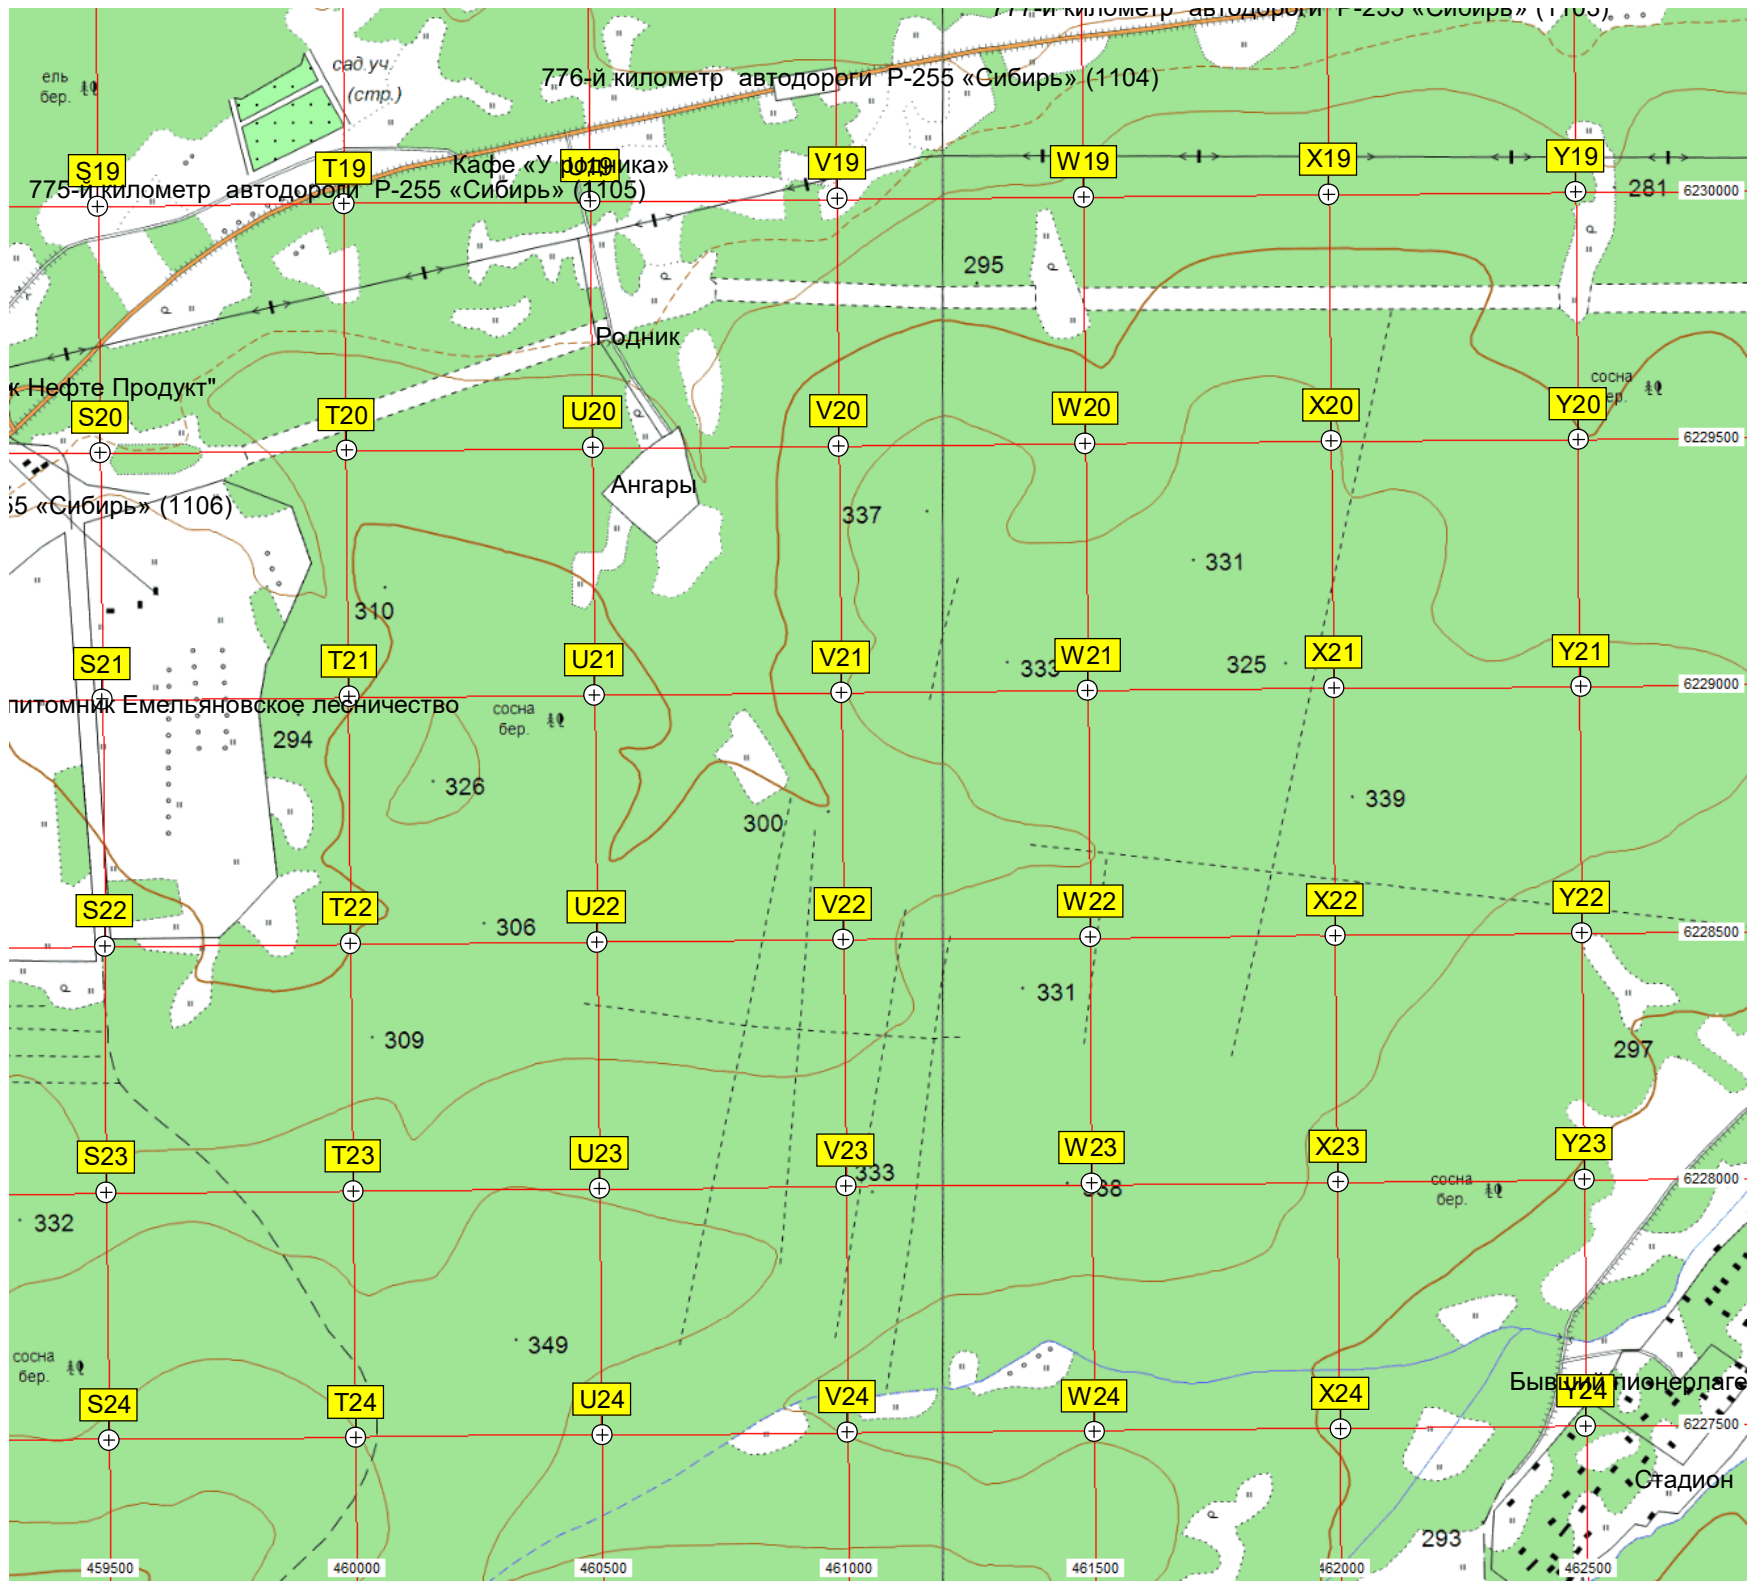 777-й километр автодороги Р-255 «Сибирь» (1103)
сад.уч.
(стр.)
776-й километр автодороги Р-255 «Сибирь» (1104)
ель
бер.
S19
T19
Кафе «У родника»
U19
V19
W19
X19
Y19
775-й километр автодороги Р-255 «Сибирь» (1105)
281
6230000
295
Родник
к Нефте Продукт"
сосна
S20
T20
U20
V20
W20
X20
Y20
ер.
6229500
Ангары
55 «Сибирь» (1106)
337
331
310
S21
T21
U21
V21
333
W21
325
X21
Y21
6229000
питомник Емельяновское лесничество
сосна
бер.
294
326
300
339
S22
T22
U22
V22
W22
X22
Y22
306
6228500
331
309
297
S23
T23
U23
V23
W23
X23
Y23
333
338
6228000
сосна
бер.
332
349
сосна
бер.
Бывший пионерлаге
S24
T24
U24
V24
W24
X24
Y24
6227500
Стадион
293
459500
460000
460500
461000
461500
462000
462500